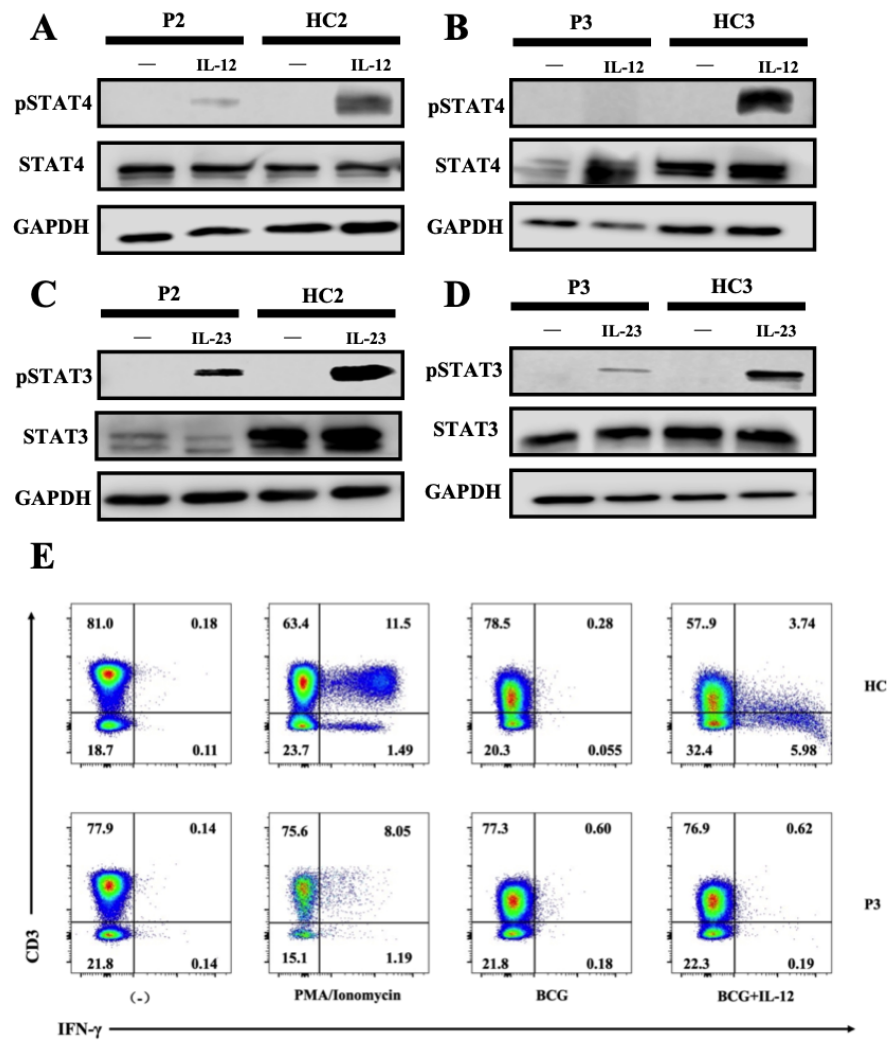 A
P2 HC2
— IL-12 — IL-12
pSTAT4
STAT4
GAPDH
B
P3 HC3
— IL-12 — IL-12
pSTAT4
STAT4
GAPDH
C
P2 HC2
— IL-23 — IL-23
pSTAT3
STAT3
GAPDH
D
P3 HC3
— IL-23 — IL-23
pSTAT3
STAT3
GAPDH
E
81.0 0.18 63.4 11.5 78.5 0.28 57..9 3.74
HC
18.7 0.11 23.7 1.49 20.3 0.055 32.4 5.98
77.9 0.14 75.6 8.05 77.3 0.60 76.9 0.62
P3
21.8 0.14 15.1 1.19 21.8 0.18 22.3 0.19
CD3
(-) PMA/Ionomycin BCG BCG+IL-12
IFN-γ